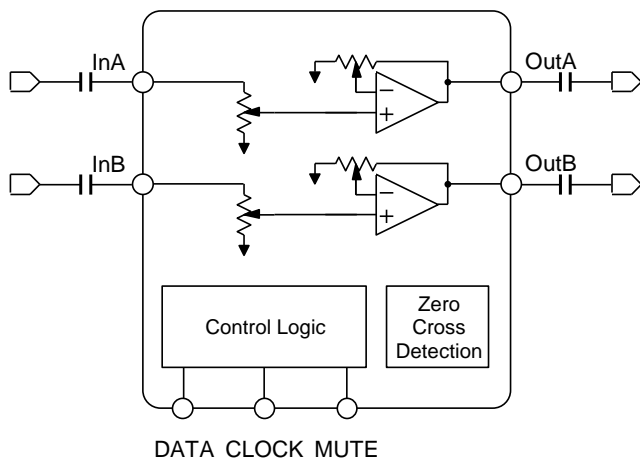 InA
OutA
−
+
InB
OutB
−
+
Control Logic
Zero
Cross
Detection
DATA CLOCK MUTE